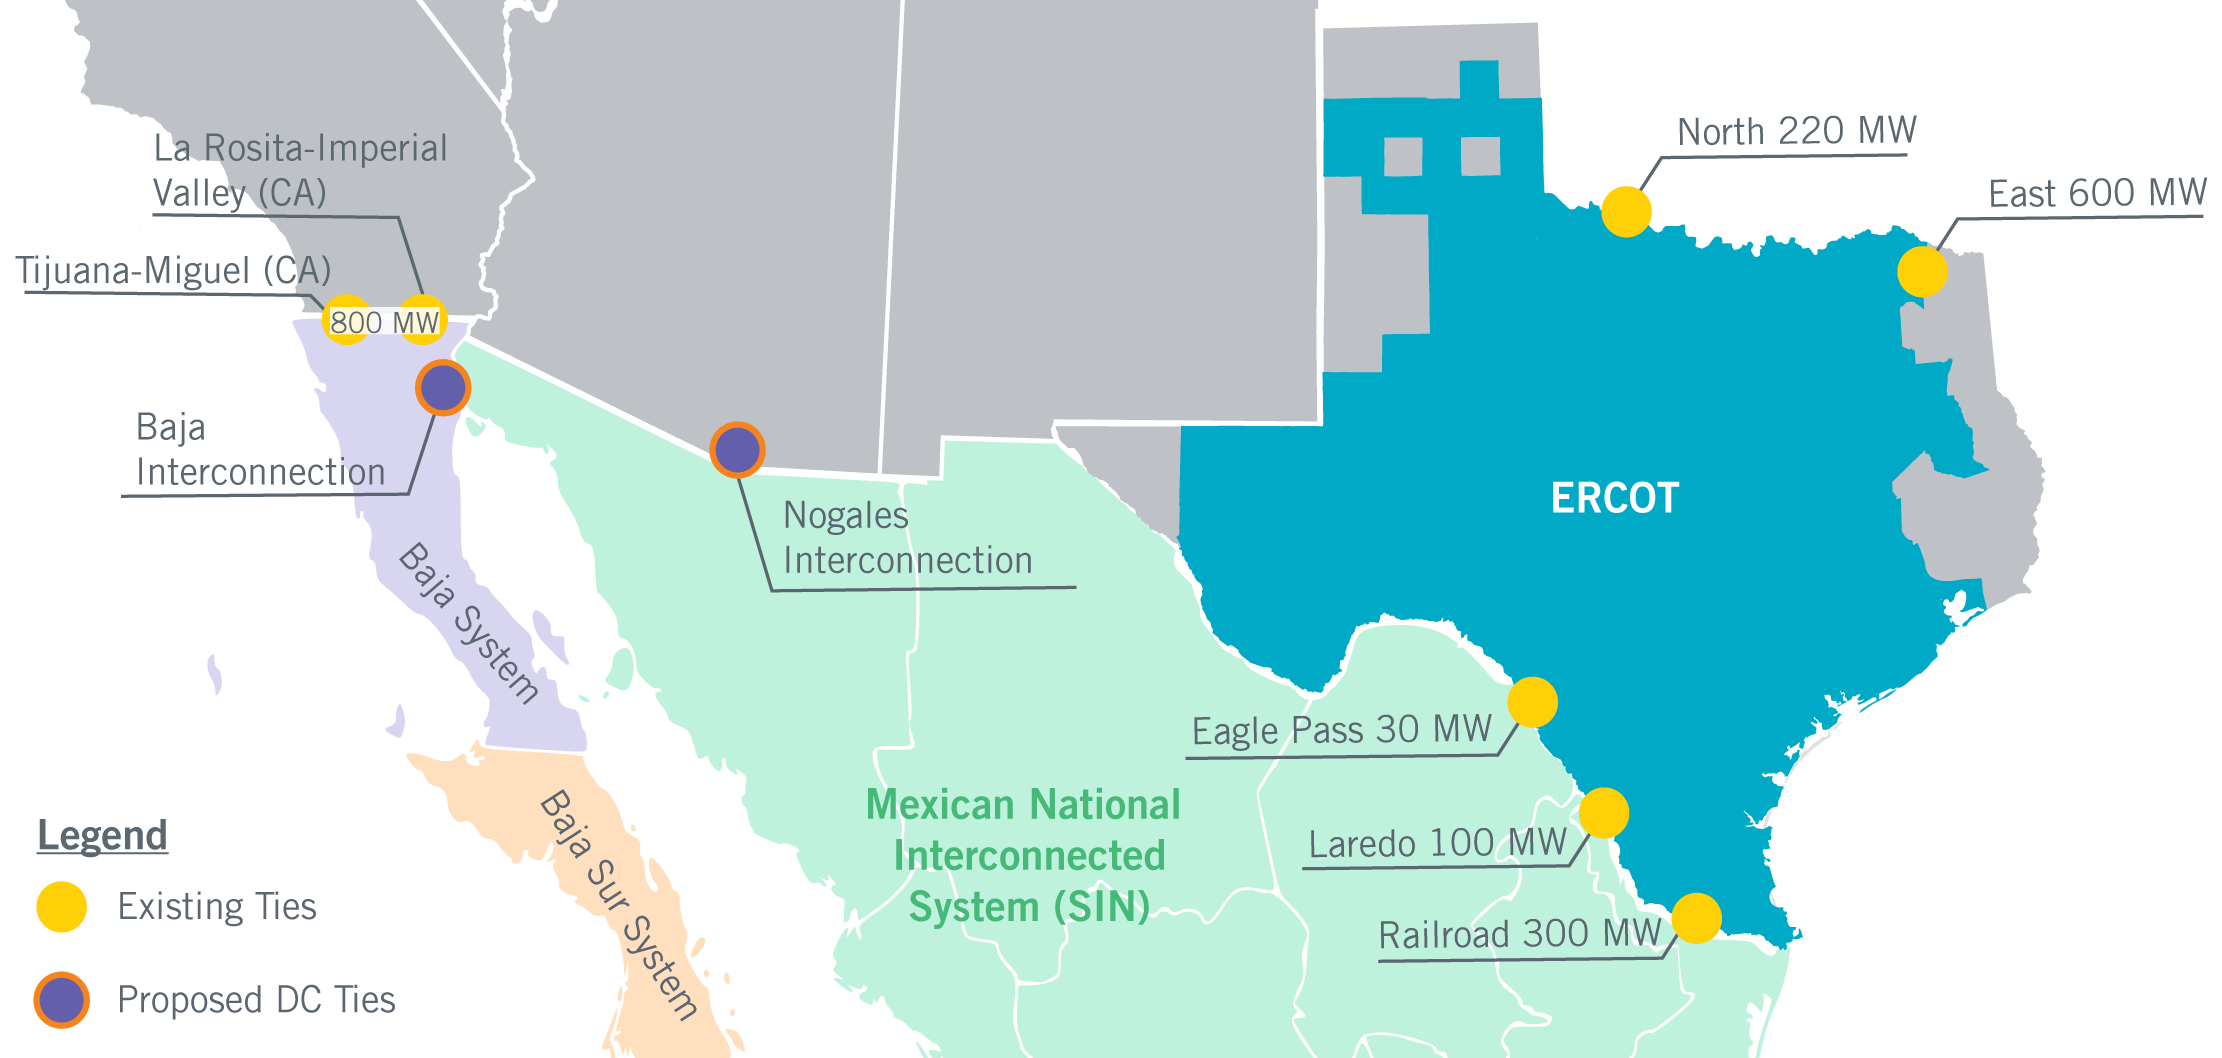 North 220 MW
East 600 MW
La Rosita-Imperial
Valley (CA)
Tijuana-Miguel (CA)
800 MW
Baja
Interconnection
Nogales
Interconnection
ERCOT
Baja System
Eagle Pass 30 MW
Mexican National
Interconnected
System (SIN)
Laredo 100 MW
Railroad 300 MW
Baja Sur System
Legend
Existing Ties
Proposed DC Ties